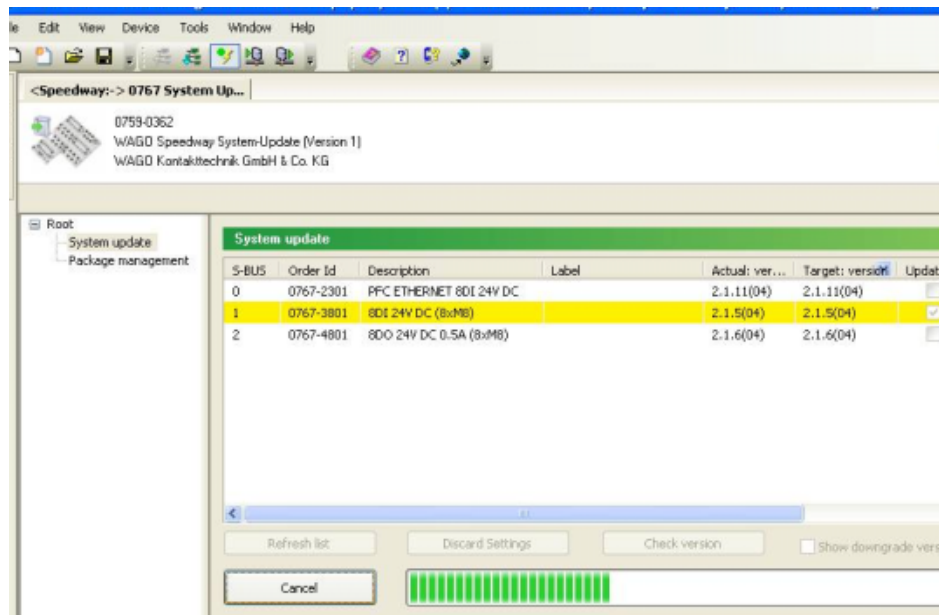 Edit View Device Tools Window Help
<Speedway:-> 0767 System Up...
0759-0362
WAGO Speedway System-Update (Version 1)
WAGO Kontakttechnik GmbH & Co. KG
Root
System update
Package management
System update
S-BUS Order Id Description Label Actual: ver... Target: version Updat
0 0767-2301 PFC ETHERNET 8DI 24V DC 2.1.11(04) 2.1.11(04)
1 0767-3801 8DI 24V DC (8xM8) 2.1.5(04) 2.1.5(04)
2 0767-4801 8DO 24V DC 0.5A (8xM8) 2.1.6(04) 2.1.6(04)
Refresh list Discard Settings Check version Show downgrade vers
Cancel